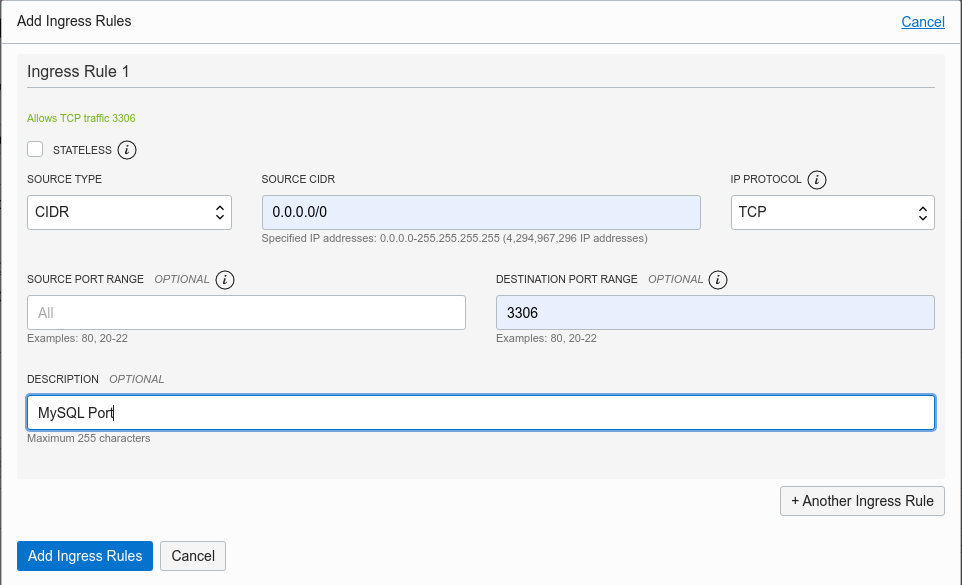 Add Ingress Rules Cancel
Ingress Rule 1
Allows TCP traffic 3306
STATELESS i
SOURCE TYPE SOURCE CIDR IP PROTOCOL i
CIDR 0.0.0.0/0 TCP
Specified IP addresses: 0.0.0.0-255.255.255.255 (4,294,967,296 IP addresses)
SOURCE PORT RANGE OPTIONAL i DESTINATION PORT RANGE OPTIONAL i
All 3306
Examples: 80, 20-22 Examples: 80, 20-22
DESCRIPTION OPTIONAL
MySQL Port
Maximum 255 characters
+ Another Ingress Rule
Add Ingress Rules Cancel